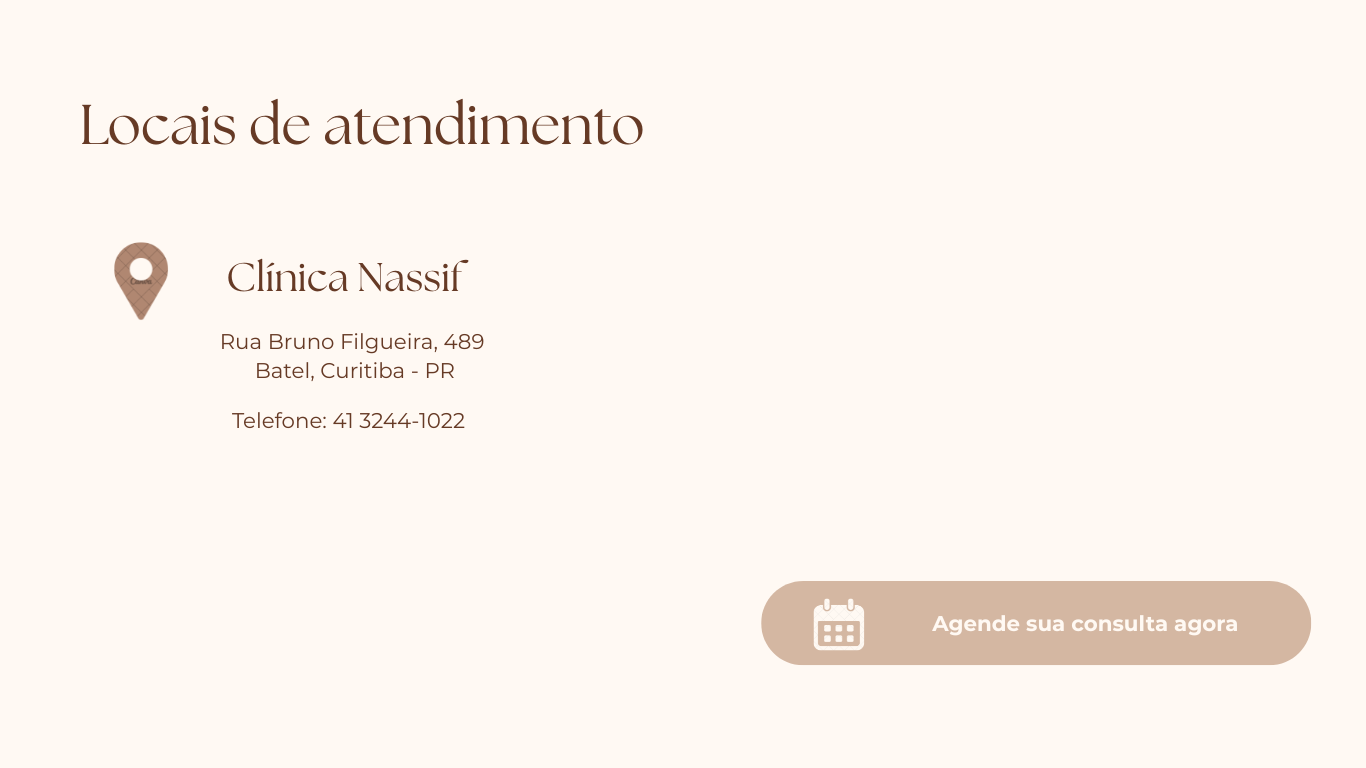 Locais de atendimento
Clínica Nassif
Rua Bruno Filgueira, 489
Batel, Curitiba - PR
Telefone: 41 3244-1022
Agende sua consulta agora